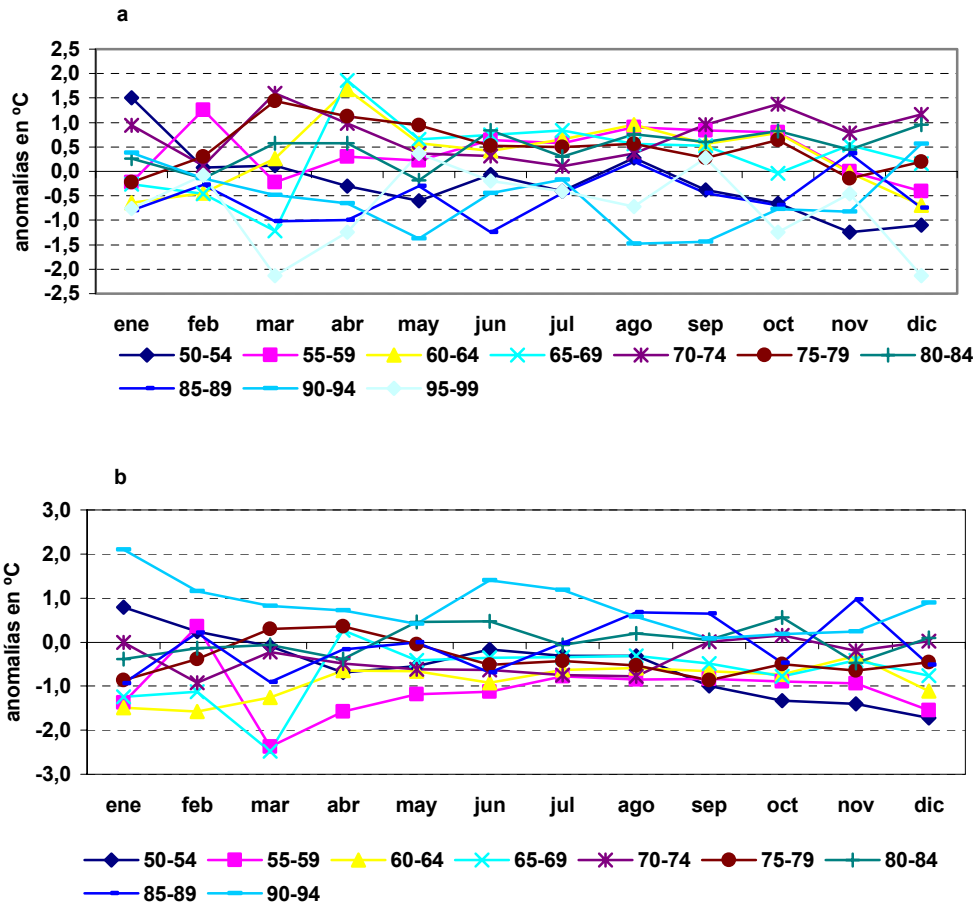 a
anomalías en ºC
2,5
2,0
1,5
1,0
0,5
0,0
-0,5
-1,0
-1,5
-2,0
-2,5
ene feb mar abr may jun jul ago sep oct nov dic
50-54 55-59 60-64 65-69 70-74 75-79 80-84
85-89 90-94 95-99
b
anomalías en ºC
3,0
2,0
1,0
0,0
-1,0
-2,0
-3,0
ene feb mar abr may jun jul ago sep oct nov dic
50-54 55-59 60-64 65-69 70-74 75-79 80-84
85-89 90-94